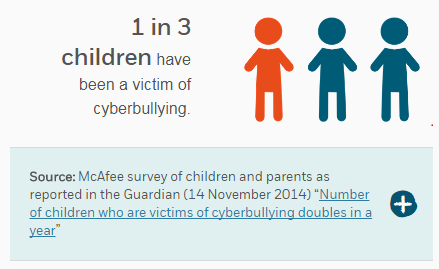 1 in 3
children have
been a victim of
cyberbullying.
Source: McAfee survey of children and parents as
reported in the Guardian (14 November 2014) “Number
of children who are victims of cyberbullying doubles in a
year”